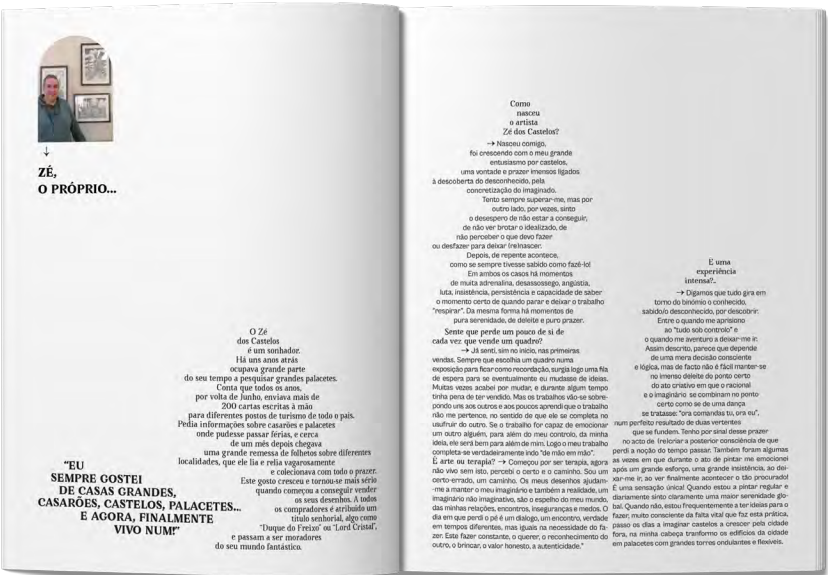 ↓
ZÉ,
O PRÓPRIO...
O Zé
dos Castelos
é um sonhador.
Há uns anos atrás
ocupava grande parte
do seu tempo a pesquisar grandes palacetes.
Conta que todos os anos,
por volta de Junho, enviava mais de
200 cartas escritas à mão
para diferentes postos de turismo de todo o país.
Pedia informações sobre casarões e palacetes
onde pudesse passar férias, e cerca
de um mês depois chegava
uma grande remessa de folhetos sobre diferentes
localidades, que ele lia e relia vagarosamente
e colecionava com todo o prazer.
Este gosto cresceu e tornou-se mais sério
quando começou a conseguir vender
os seus desenhos. A todos
os compradores é atribuído um
título senhorial, algo como
"Duque do Freixo" ou "Lord Cristal",
e passam a ser moradores
do seu mundo fantástico.
"EU
SEMPRE GOSTEI
DE CASAS GRANDES,
CASARÕES, CASTELOS, PALACETES...
E AGORA, FINALMENTE
VIVO NUM!"
Como
nasceu
o artista
Zé dos Castelos?
→ Nasceu comigo,
foi crescendo com o meu grande
entusiasmo por castelos,
uma vontade e prazer imensos ligados
à descoberta do desconhecido, pela
concretização do imaginado.
Tento sempre superar-me, mas por
outro lado, por vezes, sinto
o desespero de não estar a conseguir,
de não ver brotar o idealizado, de
não perceber o que devo fazer
ou desfazer para deixar (re)nascer.
Depois, de repente acontece,
como se sempre tivesse sabido como fazê-lo!
Em ambos os casos há momentos
de muita adrenalina, desassossego, angústia,
luta, insistência, persistência e capacidade de saber
o momento certo de quando parar e deixar o trabalho
"respirar". Da mesma forma há momentos de
pura serenidade, de deleite e puro prazer.
Sente que perde um pouco de si de
cada vez que vende um quadro?
→ Já senti, sim no início, nas primeiras
vendas. Sempre que escolhia um quadro numa
exposição para ficar como recordação, surgia logo uma fila
de espera para se eventualmente eu mudasse de ideias.
Muitas vezes acabei por mudar, e durante algum tempo
tinha pena de ter vendido. Mas os trabalhos vão-se sobre-
pondo uns aos outros e aos poucos aprendi que o trabalho
não me pertence, no sentido de que ele se completa no
usufruir do outro. Se o trabalho for capaz de emocionar
um outro alguém, para além do meu controlo, da minha
ideia, ele será bem para além de mim. Logo o meu trabalho
completa-se verdadeiramente indo "de mão em mão".
É arte ou terapia? → Começou por ser terapia, agora
não vivo sem isto, percebi o certo e o caminho. Sou um
certo-errado, um caminho. Os meus desenhos ajudam-
-me a manter o meu imaginário e também a realidade, um
imaginário não imaginativo, são o espelho do meu mundo,
das minhas relações, encontros, inseguranças e medos. O
dia em que perdi o pé é um dialogo, um encontro, verdade
em tempos diferentes, mas iguais na necessidade do fa-
zer. Este fazer constante, o querer, o reconhecimento do
outro, o brincar, o valor honesto, a autenticidade."
É uma
experiência
intensa?..
→ Digamos que tudo gira em
torno do binómio o conhecido,
sabido/o desconhecido, por descobrir.
Entre o quando me aprisiono
ao "tudo sob controlo" e
o quando me aventuro a deixar-me ir.
Assim descrito, parece que depende
de uma mera decisão consciente
e lógica, mas de facto não é fácil manter-se
no imenso deleite do ponto certo
do ato criativo em que o racional
e o imaginário se combinam no ponto
certo como se de uma dança
se tratasse: "ora comandas tu, ora eu",
num perfeito resultado de duas vertentes
que se fundem. Tenho por sinal desse prazer
no acto de (re)criar a posterior consciência de que
perdi a noção do tempo passar. Também foram algumas
as vezes em que durante o ato de pintar me emocionei
após um grande esforço, uma grande insistência, ao dei-
xar-me ir, ao ver finalmente acontecer o tão procurado!
É uma sensação única! Quando estou a pintar regular e
diariamente sinto claramente uma maior serenidade glo-
bal. Quando não, estou frequentemente a ter ideias para o
fazer, muito consciente da falta vital que faz esta prática,
passo os dias a imaginar castelos a crescer pela cidade
fora, na minha cabeça tranformo os edifícios da cidade
em palacetes com grandes torres ondulantes e flexíveis.